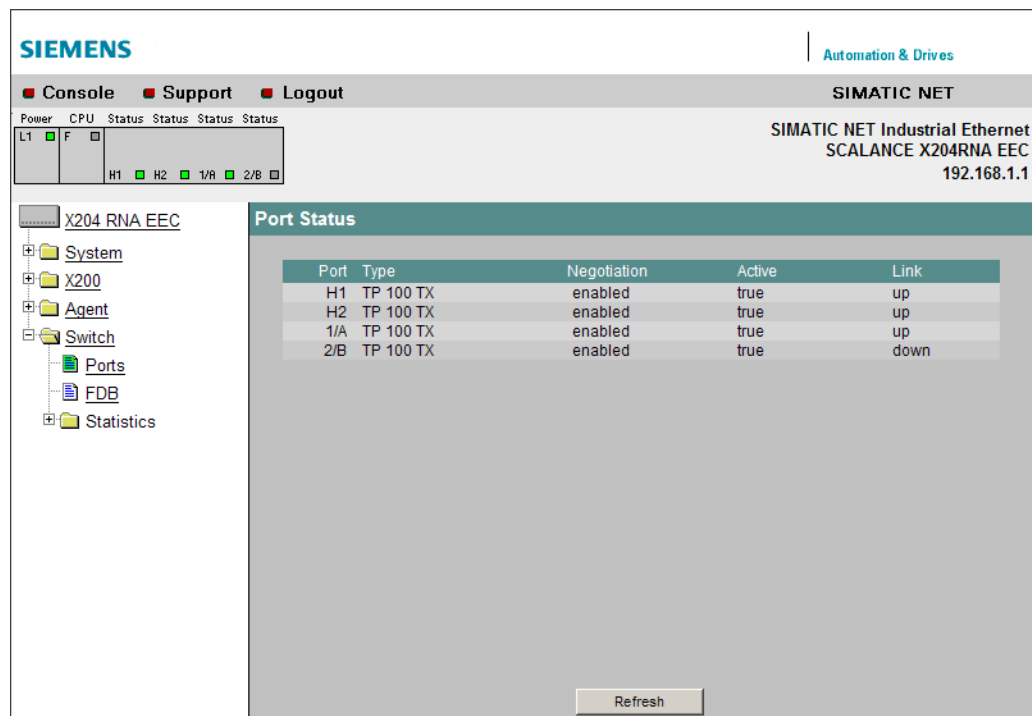 SIEMENS
Automation & Drives
Console Support Logout SIMATIC NET
Power CPU Status Status Status Status
L1 F
H1 H2 1/A 2/B
SIMATIC NET Industrial Ethernet
SCALANCE X204RNA EEC
192.168.1.1
X204 RNA EEC
System
X200
Agent
Switch
Ports
FDB
Statistics
Port Status
Port Type Negotiation Active Link
H1 TP 100 TX enabled true up
H2 TP 100 TX enabled true up
1/A TP 100 TX enabled true up
2/B TP 100 TX enabled true down
Refresh